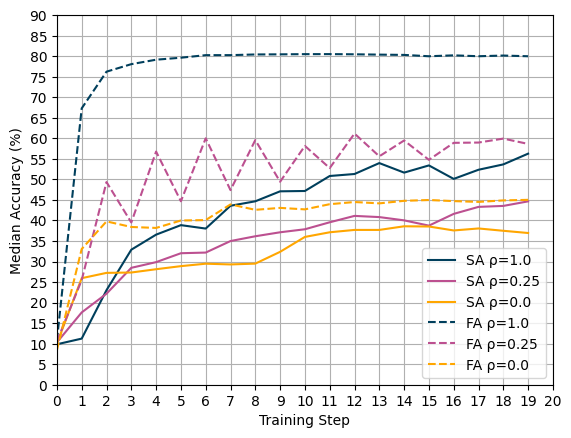 90
85
80
75
70
65
60
55
50
45
40
35
30
25
20
15
10
5
0
Median Accuracy (%)
SA ρ=1.0
SA ρ=0.25
SA ρ=0.0
FA ρ=1.0
FA ρ=0.25
FA ρ=0.0
0 1 2 3 4 5 6 7 8 9 10 11 12 13 14 15 16 17 18 19 20
Training Step